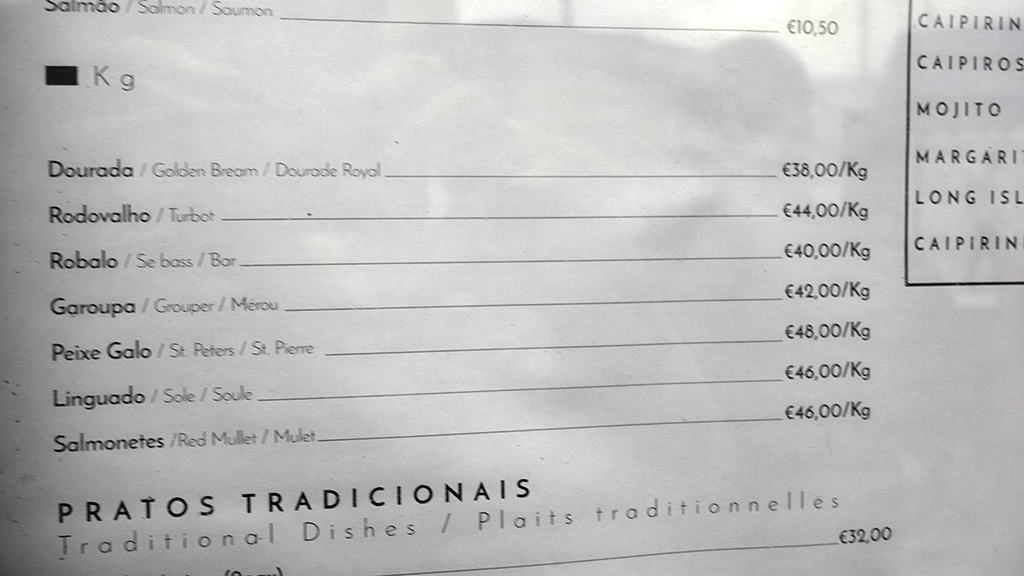 Salmão / Salmon / Saumon €10,50
Kg
Dourada / Golden Bream / Dourade Royal €38,00/Kg
Rodovalho / Turbot €44,00/Kg
Robalo / Se bass / Bar €40,00/Kg
Garoupa / Grouper / Mérou €42,00/Kg
Peixe Galo / St. Peters / St. Pierre €48,00/Kg
Linguado / Sole / Soule €46,00/Kg
Salmonetes /Red Mullet / Mulet €46,00/Kg
PRATOS TRADICIONAIS
Traditional Dishes / Plaits traditionnelles
€32,00
CAIPIRIN
CAIPIROS
MOJITO
MARGARI
LONG ISL
CAIPIRIN